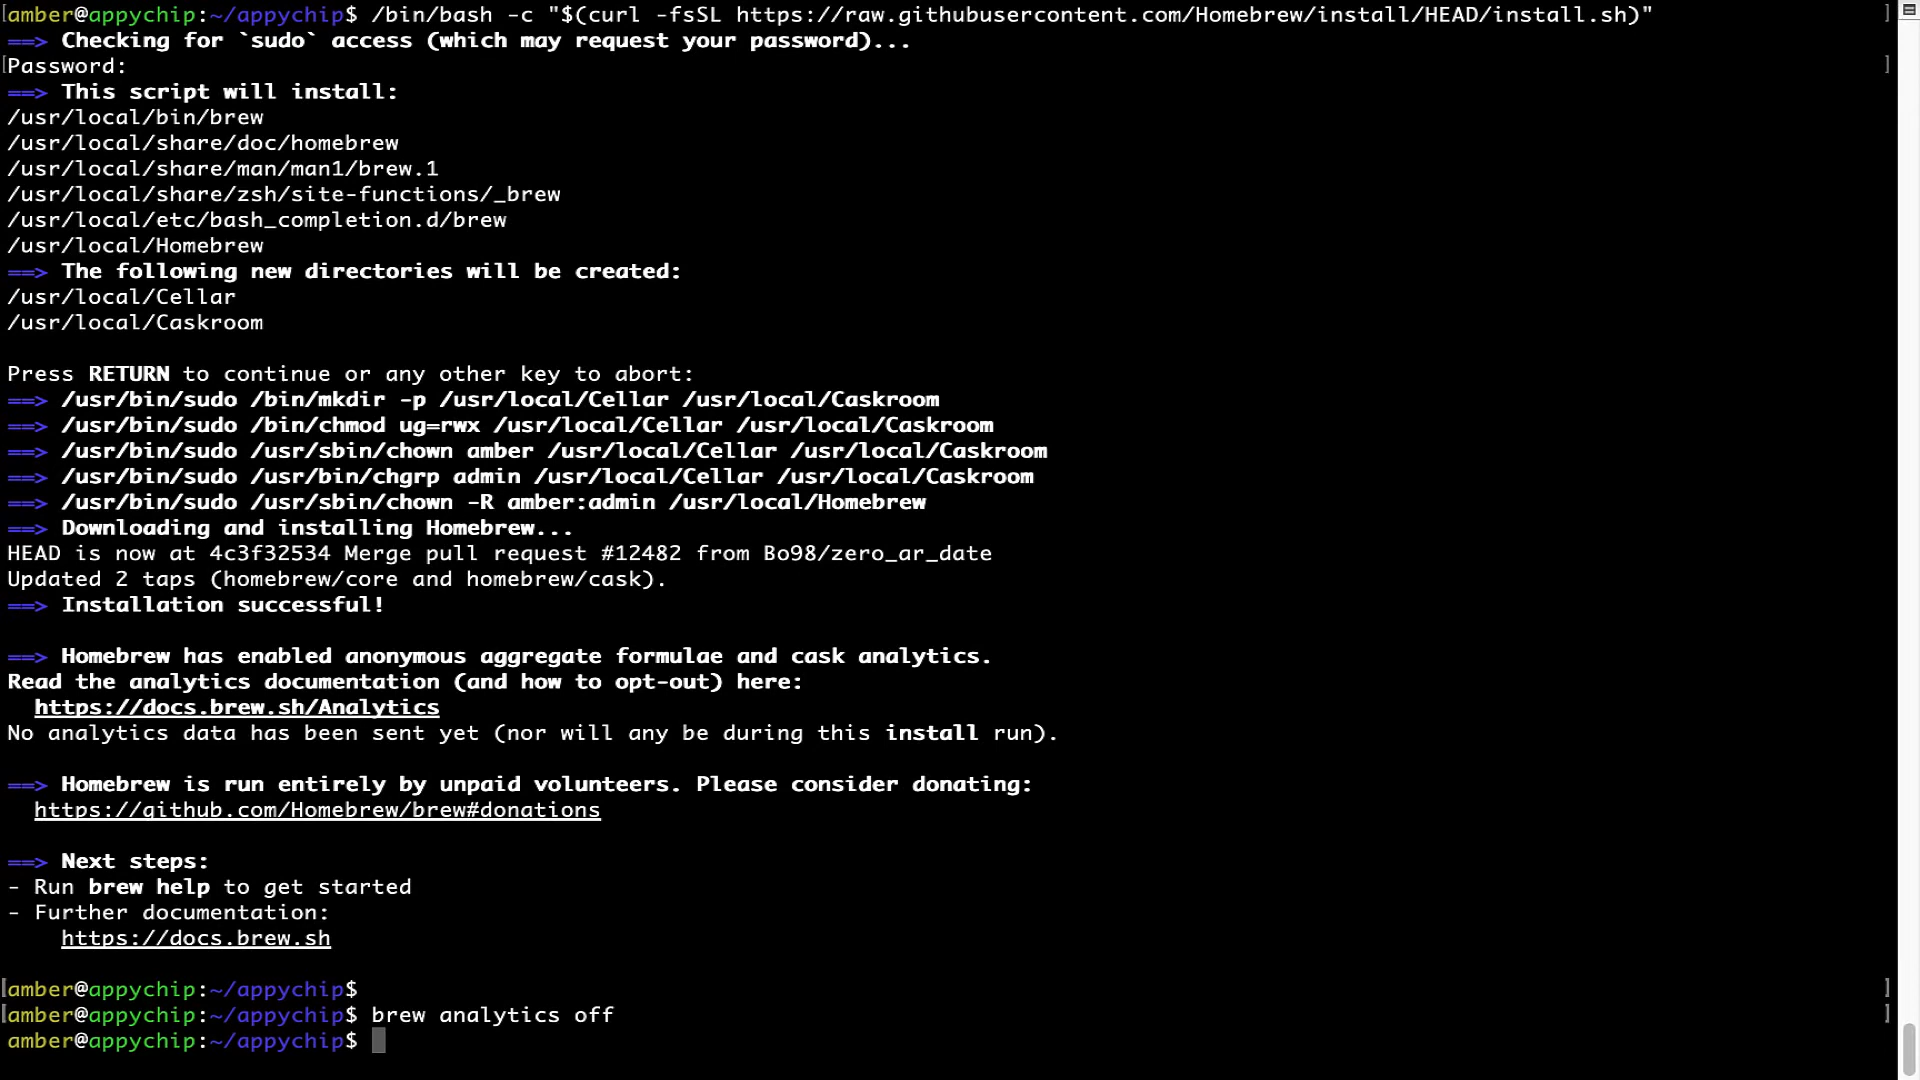 [amber@appychip:~/appychip$ /bin/bash -c "$(curl -fsSL https://raw.githubusercontent.com/Homebrew/install/HEAD/install.sh)" ]
==> Checking for `sudo` access (which may request your password)...
[Password: ]
==> This script will install:
/usr/local/bin/brew
/usr/local/share/doc/homebrew
/usr/local/share/man/man1/brew.1
/usr/local/share/zsh/site-functions/_brew
/usr/local/etc/bash_completion.d/brew
/usr/local/Homebrew
==> The following new directories will be created:
/usr/local/Cellar
/usr/local/Caskroom
Press RETURN to continue or any other key to abort:
==> /usr/bin/sudo /bin/mkdir -p /usr/local/Cellar /usr/local/Caskroom
==> /usr/bin/sudo /bin/chmod ug=rwx /usr/local/Cellar /usr/local/Caskroom
==> /usr/bin/sudo /usr/sbin/chown amber /usr/local/Cellar /usr/local/Caskroom
==> /usr/bin/sudo /usr/bin/chgrp admin /usr/local/Cellar /usr/local/Caskroom
==> /usr/bin/sudo /usr/sbin/chown -R amber:admin /usr/local/Homebrew
==> Downloading and installing Homebrew...
HEAD is now at 4c3f32534 Merge pull request #12482 from Bo98/zero_ar_date
Updated 2 taps (homebrew/core and homebrew/cask).
==> Installation successful!
==> Homebrew has enabled anonymous aggregate formulae and cask analytics.
Read the analytics documentation (and how to opt-out) here:
https://docs.brew.sh/Analytics
No analytics data has been sent yet (nor will any be during this install run).
==> Homebrew is run entirely by unpaid volunteers. Please consider donating:
https://github.com/Homebrew/brew#donations
==> Next steps:
- Run brew help to get started
- Further documentation:
https://docs.brew.sh
[amber@appychip:~/appychip$ ]
[amber@appychip:~/appychip$ brew analytics off ]
amber@appychip:~/appychip$